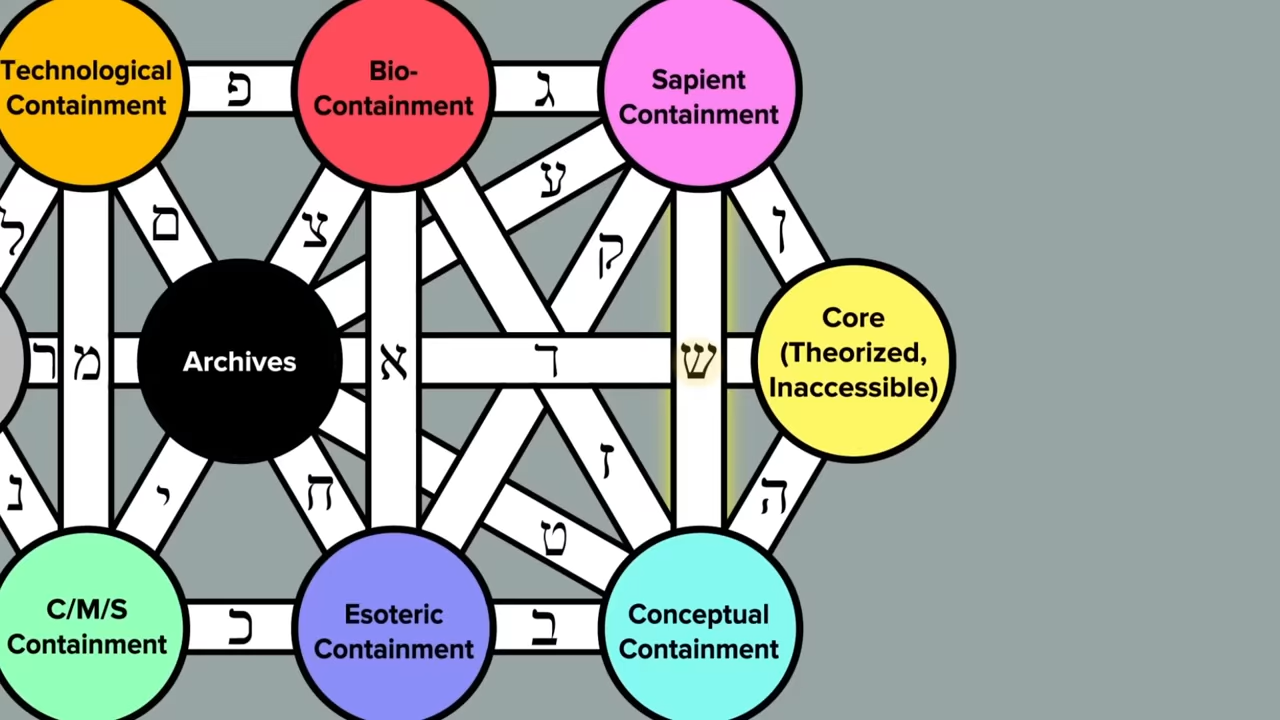 Technological
Containment
פ
Bio-
Containment
ג
Sapient
Containment
ל
ם
צ
ע
ק
ן
ר
מ
Archives
א
ד
ש
Core
(Theorized,
Inaccessible)
נ
י
ח
ט
ז
ה
C/M/S
Containment
כ
Esoteric
Containment
ב
Conceptual
Containment